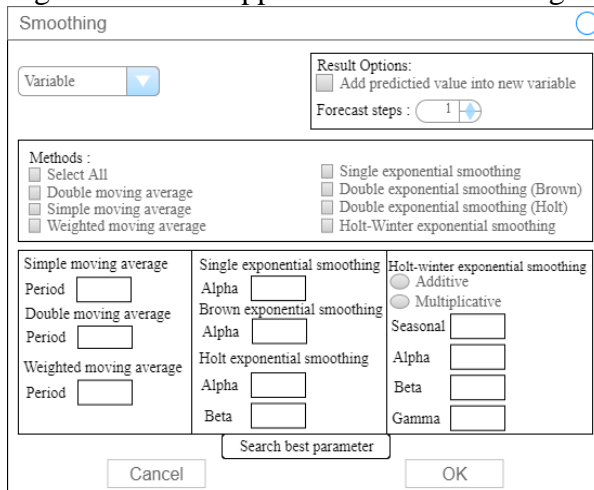 Smoothing
Variable
Result Options:
Add predictied value into new variable
Forecast steps : 1
Methods :
Select All
Double moving average
Simple moving average
Weighted moving average
Single exponential smoothing
Double exponential smoothing (Brown)
Double exponential smoothing (Holt)
Holt-Winter exponential smoothing
Simple moving average
Period
Double moving average
Period
Weighted moving average
Period
Single exponential smoothing
Alpha
Brown exponential smoothing
Alpha
Holt exponential smoothing
Alpha
Beta
Holt-winter exponential smoothing
Additive
Multiplicative
Seasonal
Alpha
Beta
Gamma
Search best parameter
Cancel
OK